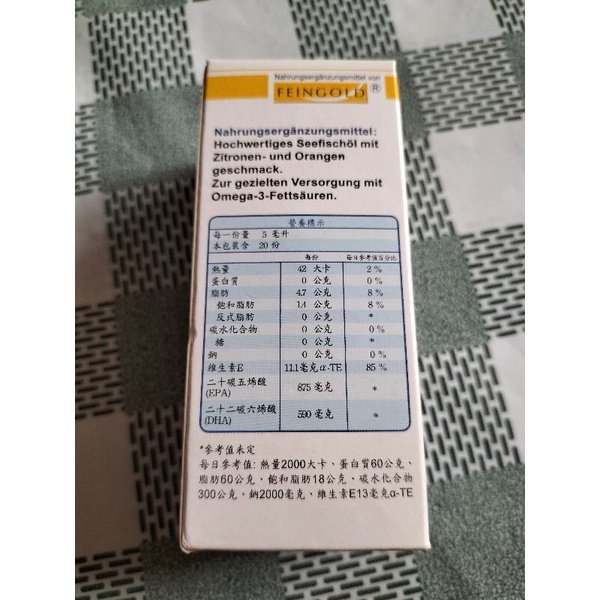 Nahrungsergänzungsmittel von
FEINGOLD®
Nahrungsergänzungsmittel:
Hochwertiges Seefischöl mit
Zitronen- und Orangen
geschmack.
Zur gezielten Versorgung mit
Omega-3-Fettsäuren.
營養標示
每一份量 5 毫升
本包裝含 20 份
每份 每日參考值百分比
熱量 42 大卡 2 %
蛋白質 0 公克 0 %
脂肪 4.7 公克 8 %
飽和脂肪 1.4 公克 8 %
反式脂肪 0 公克 *
碳水化合物 0 公克 0 %
糖 0 公克 *
鈉 0 公克 0 %
維生素E 11.1毫克α-TE 85 %
二十碳五烯酸 875 毫克 *
(EPA)
二十二碳六烯酸 590 毫克 *
(DHA)
*參考值未定
每日參考值: 熱量2000大卡、蛋白質60公克、
脂肪60公克、飽和脂肪18公克、碳水化合物
300公克、鈉2000毫克、維生素E13毫克α-TE